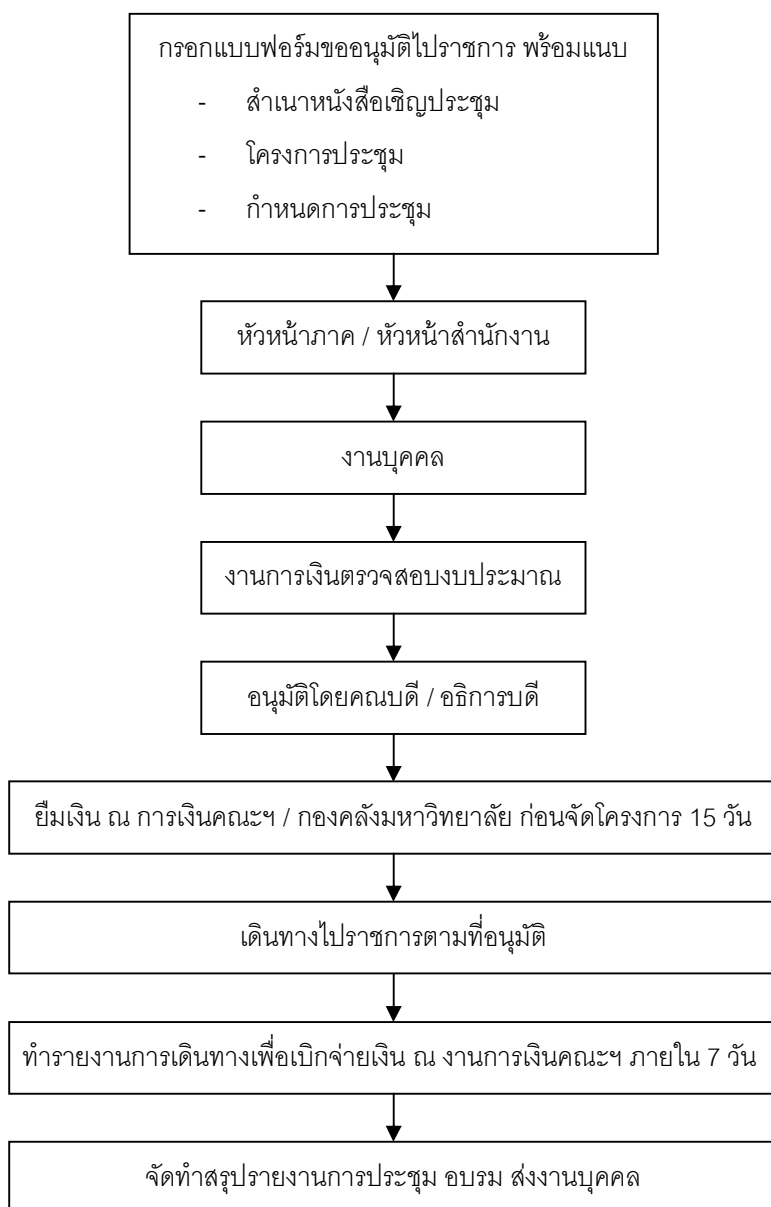 กรอกแบบฟอร์มขออนุมัติไปราชการ พร้อมแนบ
- สำเนาหนังสือเชิญประชุม
- โครงการประชุม
- กำหนดการประชุม
หัวหน้าภาค / หัวหน้าสำนักงาน
งานบุคคล
งานการเงินตรวจสอบงบประมาณ
อนุมัติโดยคณบดี / อธิการบดี
ยืมเงิน ณ การเงินคณะฯ / กองคลังมหาวิทยาลัย ก่อนจัดโครงการ 15 วัน
เดินทางไปราชการตามที่อนุมัติ
ทำรายงานการเดินทางเพื่อเบิกจ่ายเงิน ณ งานการเงินคณะฯ ภายใน 7 วัน
จัดทำสรุปรายงานการประชุม อบรม ส่งงานบุคคล